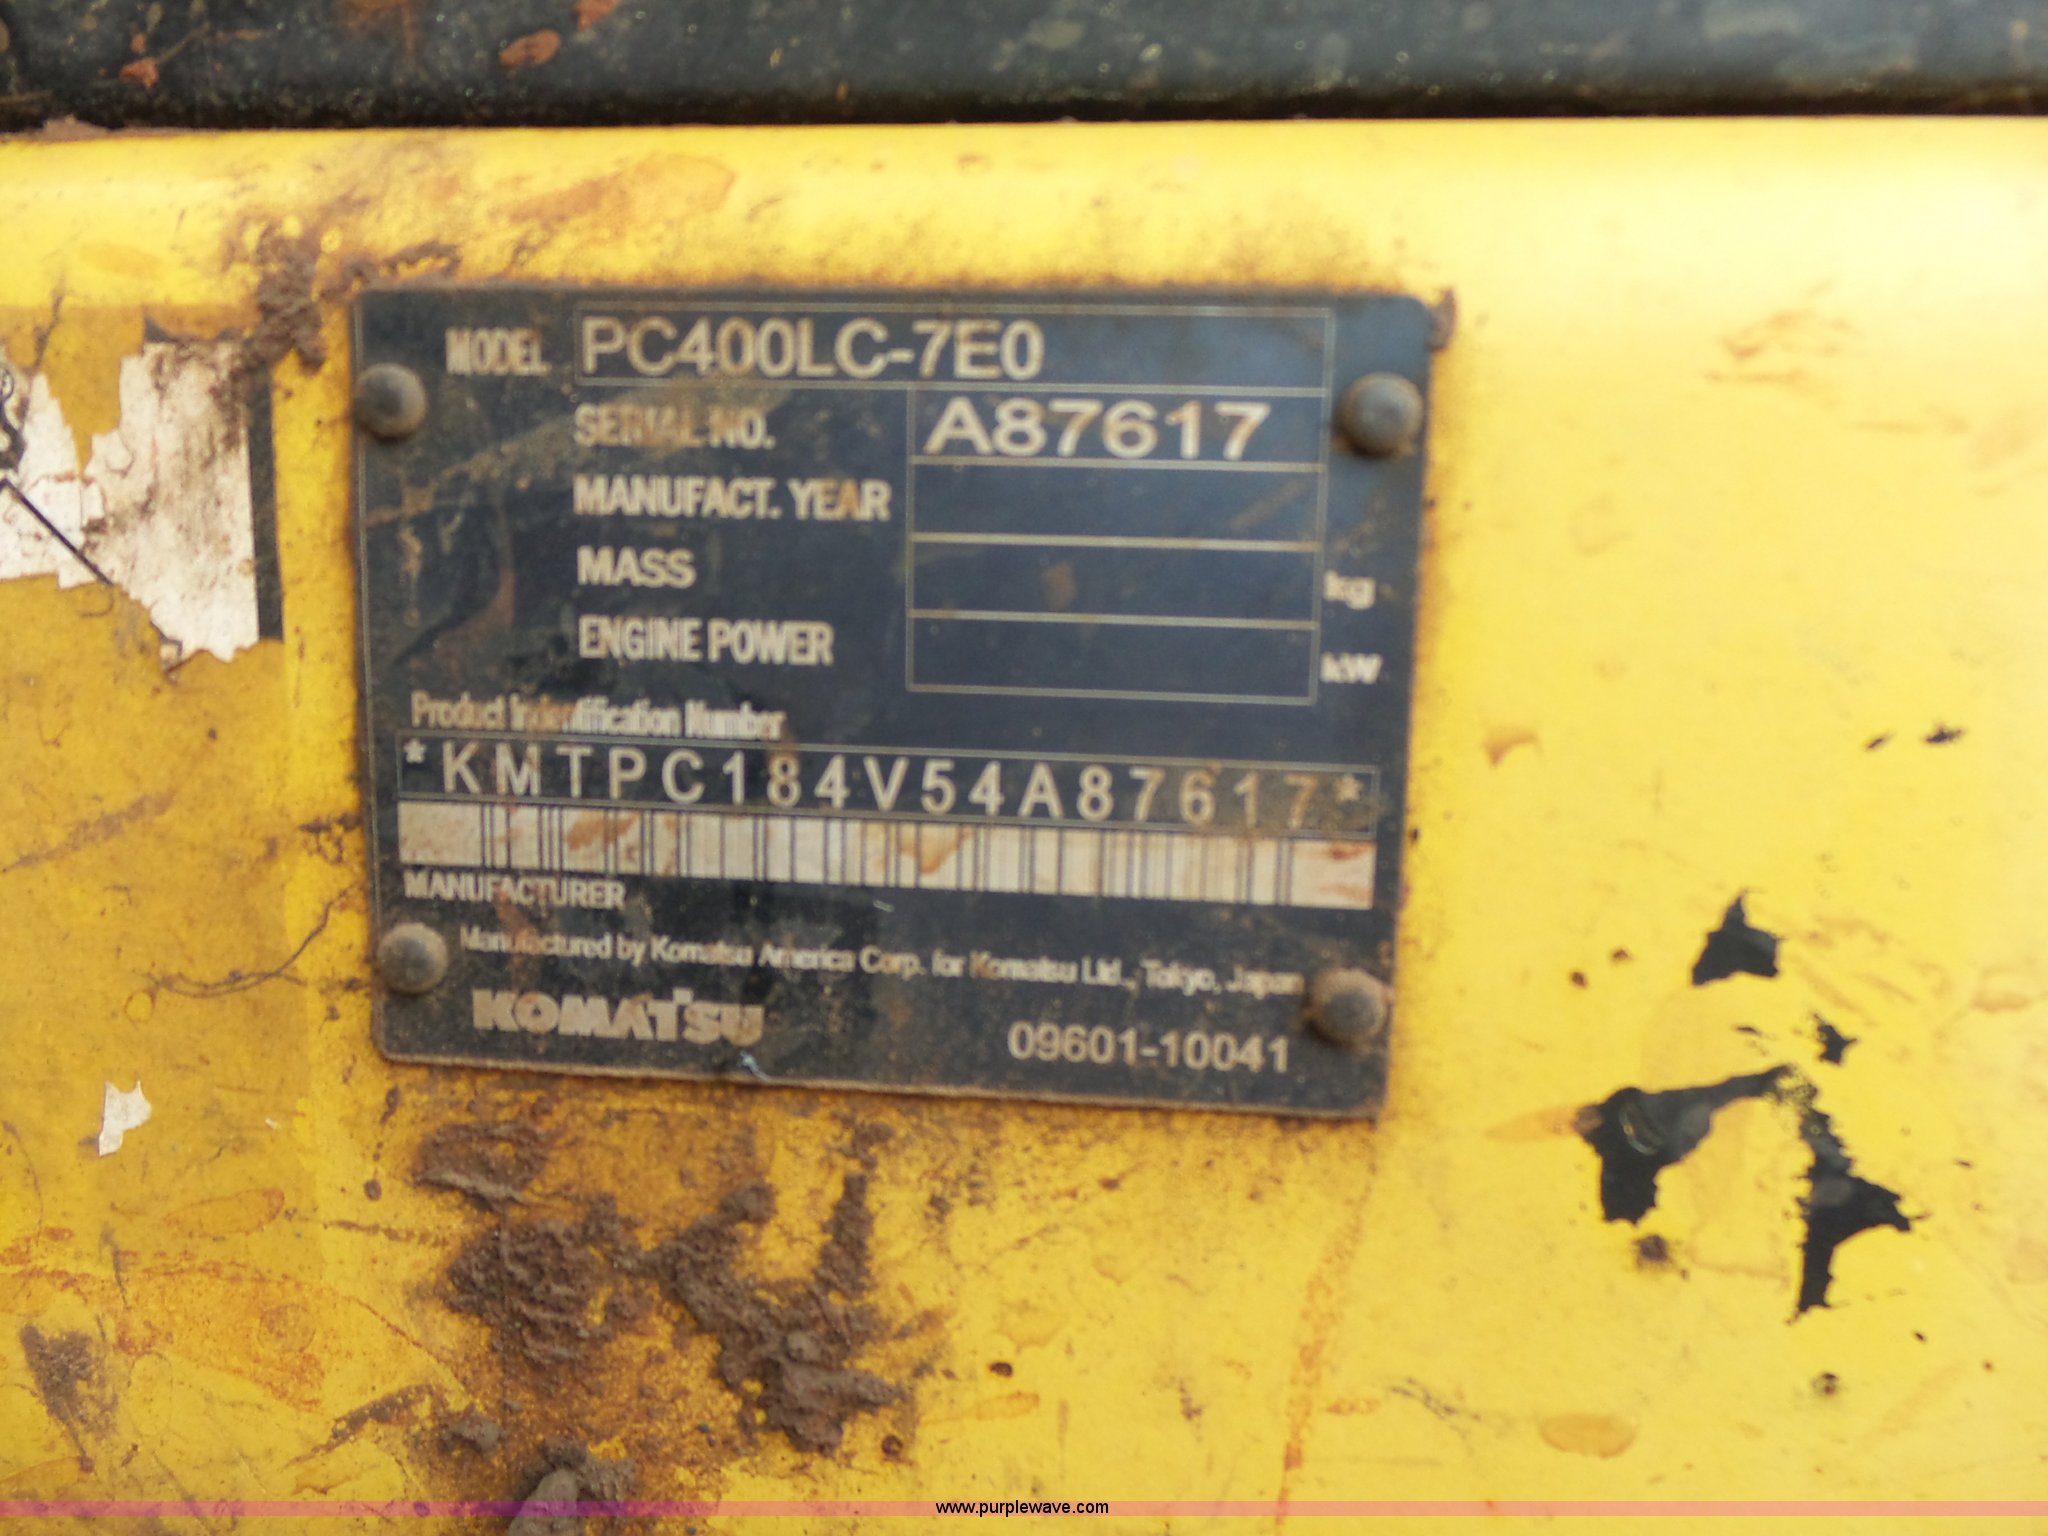 MODEL PC400LC-7E0
SERIAL NO. A87617
MANUFACT. YEAR
MASS kg
ENGINE POWER kW
Product Indentification Number
*KMTPC184V54A87617*
MANUFACTURER
Manufactured by Komatsu America Corp. for Komatsu Ltd., Tokyo, Japan
KOMATSU 09601-10041
www.purplewave.com